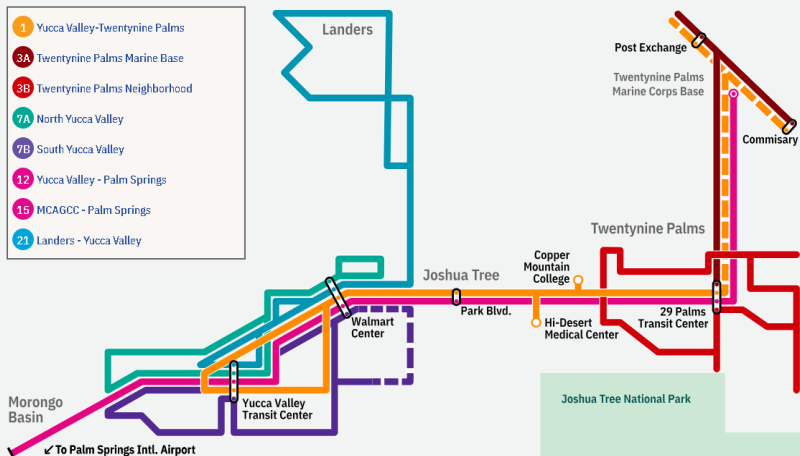 1 Yucca Valley-Twentynine Palms
3A Twentynine Palms Marine Base
3B Twentynine Palms Neighborhood
7A North Yucca Valley
7B South Yucca Valley
12 Yucca Valley - Palm Springs
15 MCAGCC - Palm Springs
21 Landers - Yucca Valley
Landers
Post Exchange
Twentynine Palms
Marine Corps Base
Commisary
Twentynine Palms
Copper
Mountain
College
Joshua Tree
Park Blvd.
Hi-Desert
Medical Center
29 Palms
Transit Center
Walmart
Center
Yucca Valley
Transit Center
Morongo
Basin
↙To Palm Springs Intl. Airport
Joshua Tree National Park